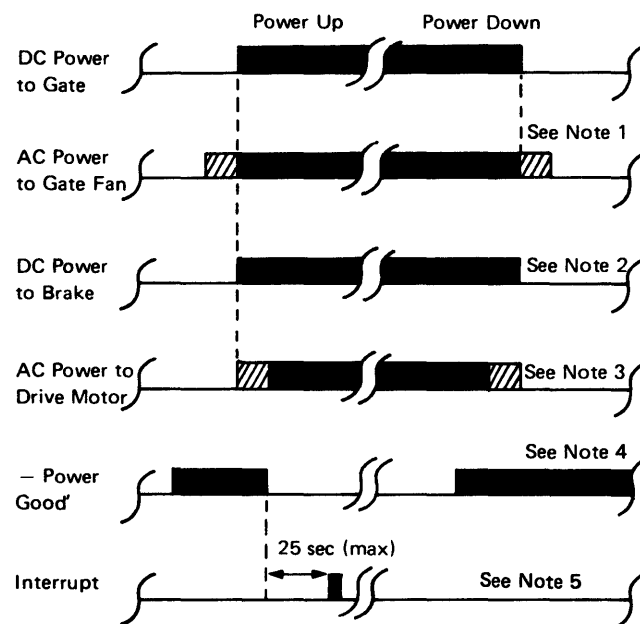 Power Up
Power Down
DC Power
to Gate
See Note 1
AC Power
to Gate Fan
See Note 2
DC Power
to Brake
See Note 3
AC Power to
Drive Motor
See Note 4
– Power
Good'
25 sec (max)
Interrupt
See Note 5